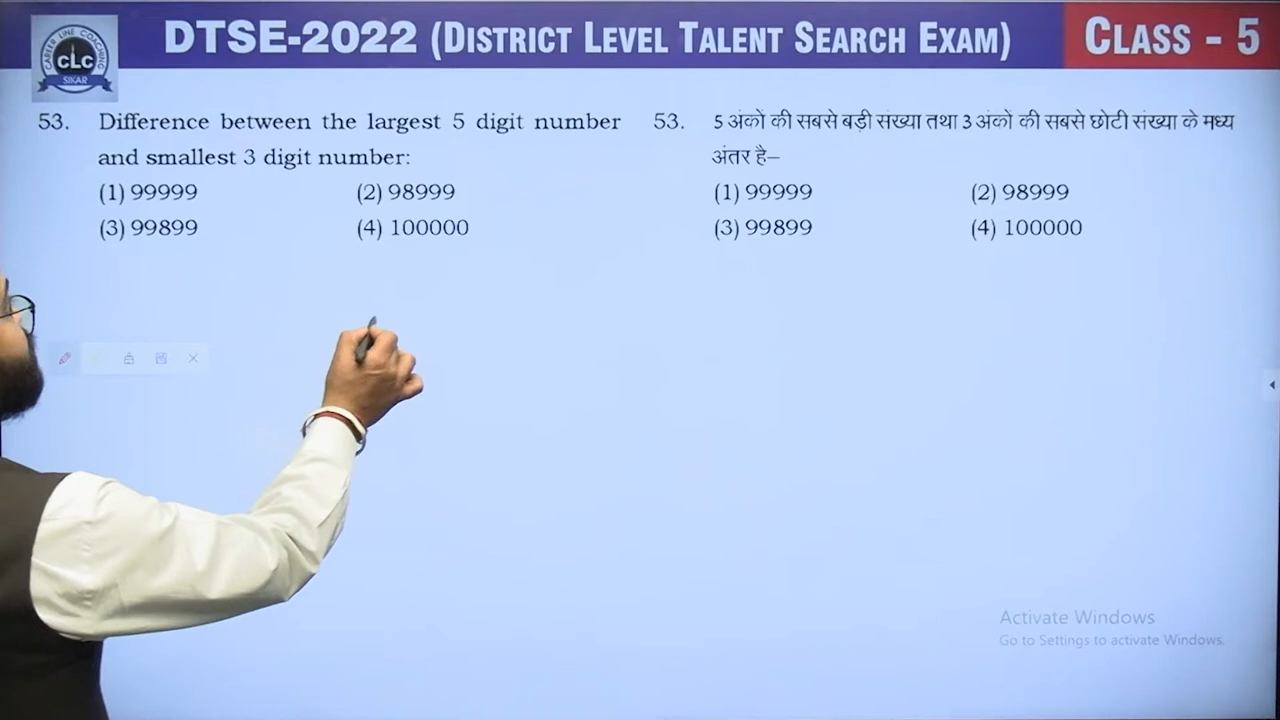 CAREER LINE COACHING
CLC
SIKAR
DTSE-2022 (DISTRICT LEVEL TALENT SEARCH EXAM)
CLASS - 5
53. Difference between the largest 5 digit number
and smallest 3 digit number:
(1) 99999 (2) 98999
(3) 99899 (4) 100000
53. 5 अंकों की सबसे बड़ी संख्या तथा 3 अंकों की सबसे छोटी संख्या के मध्य
अंतर है–
(1) 99999 (2) 98999
(3) 99899 (4) 100000
Activate Windows
Go to Settings to activate Windows.